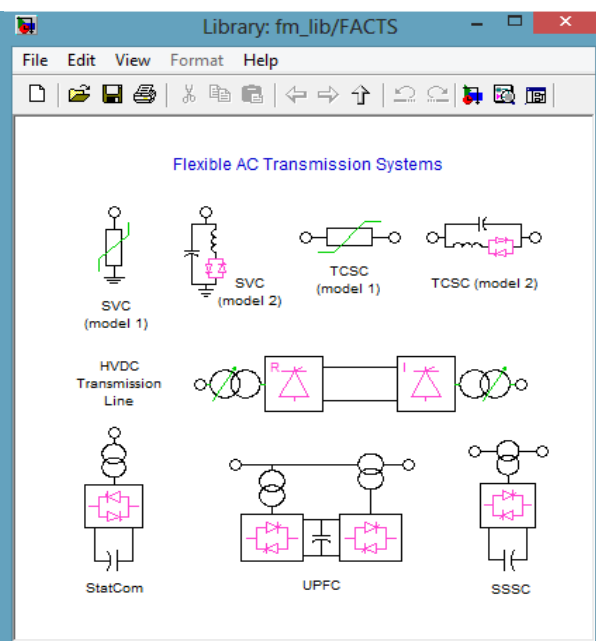 Library: fm_lib/FACTS
File Edit View Format Help
Flexible AC Transmission Systems
SVC
(model 1)
SVC
(model 2)
TCSC
(model 1)
TCSC (model 2)
HVDC
Transmission
Line
R
I
StatCom
UPFC
SSSC